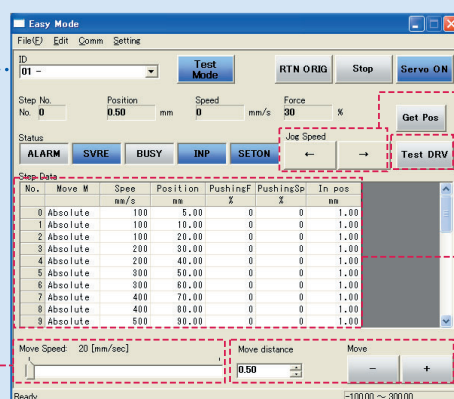 Easy Mode
File(F) Edit Comm Setting
ID
01 -
Test Mode
RTN ORIG Stop Servo ON
Step No. Position Speed Force
No. 0 0.50 mm 0 mm/s 30 %
Get Pos
Status Jog Speed
ALARM SVRE BUSY INP SETON ← → Test DRV
Step Data
No. Move M Spee Position PushingF PushingSp In pos
mm/s mm % % mm
0 Absolute 100 5.00 0 0 1.00
1 Absolute 100 10.00 0 0 1.00
2 Absolute 100 20.00 0 0 1.00
3 Absolute 200 30.00 0 0 1.00
4 Absolute 200 40.00 0 0 1.00
5 Absolute 300 50.00 0 0 1.00
6 Absolute 300 60.00 0 0 1.00
7 Absolute 400 70.00 0 0 1.00
8 Absolute 400 80.00 0 0 1.00
9 Absolute 500 90.00 0 0 1.00
Move Speed: 20 [mm/sec] Move distance Move
0.50 - +
Ready -100.00 ~ 300.00